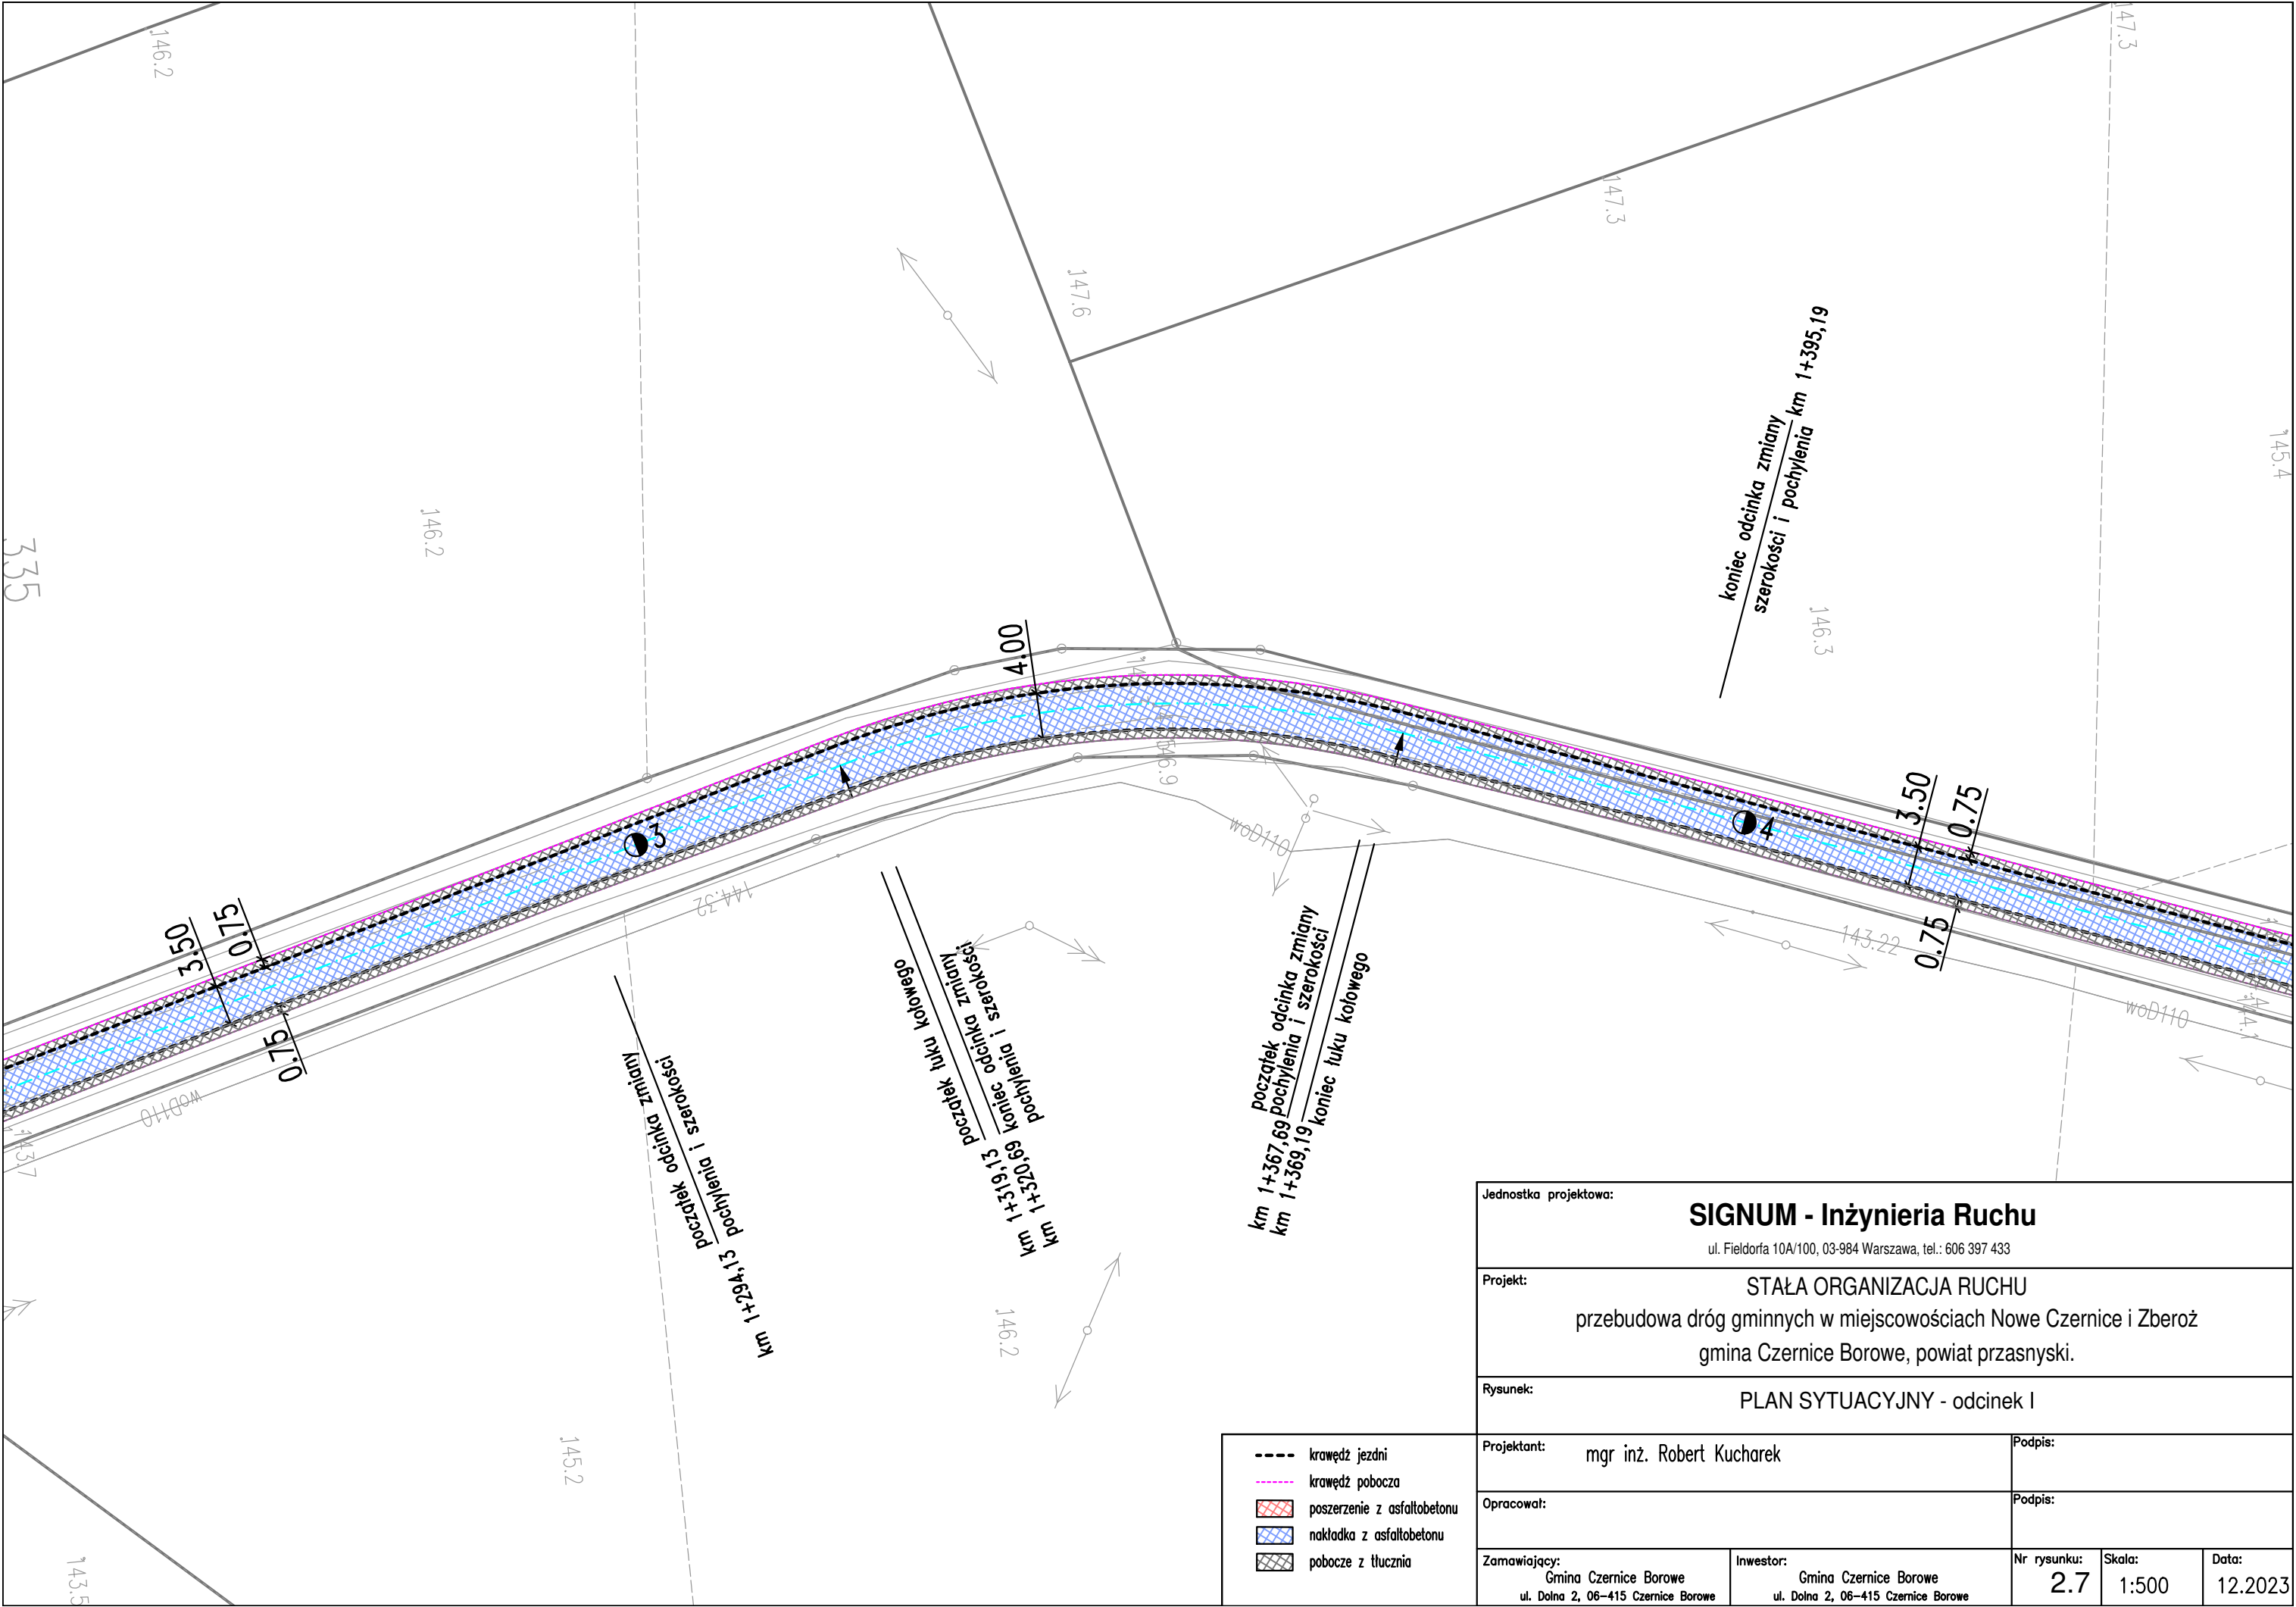 .146.2
147.3
147.3
.147.6
km 1+395,19
koniec odcinka zmiany
szerokości i pochylenia
145.4
.146.2
335
.146.3
4.00
146.9
3
4
3.50
0.75
0.75
3.50
0.75
0.75
woD110
144.32
143.22
woD110
144.1
woD110
143.7
początek odcinka zmiany
pochylenia i szerokości
km 1+294,13
początek łuku kołowego
km 1+319,13
koniec odcinka zmiany
pochylenia i szerokości
km 1+320,69
początek odcinka zmiany
pochylenia i szerokości
km 1+367,69
km 1+369,19
koniec łuku kołowego
.146.2
.145.2
143.5
krawędź jezdni
krawędź pobocza
poszerzenie z asfaltobetonu
nakładka z asfaltobetonu
pobocze z tłucznia
Jednostka projektowa:
SIGNUM - Inżynieria Ruchu
ul. Fieldorfa 10A/100, 03-984 Warszawa, tel.: 606 397 433
Projekt:
STAŁA ORGANIZACJA RUCHU
przebudowa dróg gminnych w miejscowościach Nowe Czernice i Zberoż
gmina Czernice Borowe, powiat przasnyski.
Rysunek:
PLAN SYTUACYJNY - odcinek I
Projektant:
mgr inż. Robert Kucharek
Podpis:
Opracował:
Podpis:
Zamawiający:
Gmina Czernice Borowe
ul. Dolna 2, 06-415 Czernice Borowe
Inwestor:
Gmina Czernice Borowe
ul. Dolna 2, 06-415 Czernice Borowe
Nr rysunku:
2.7
Skala:
1:500
Data:
12.2023